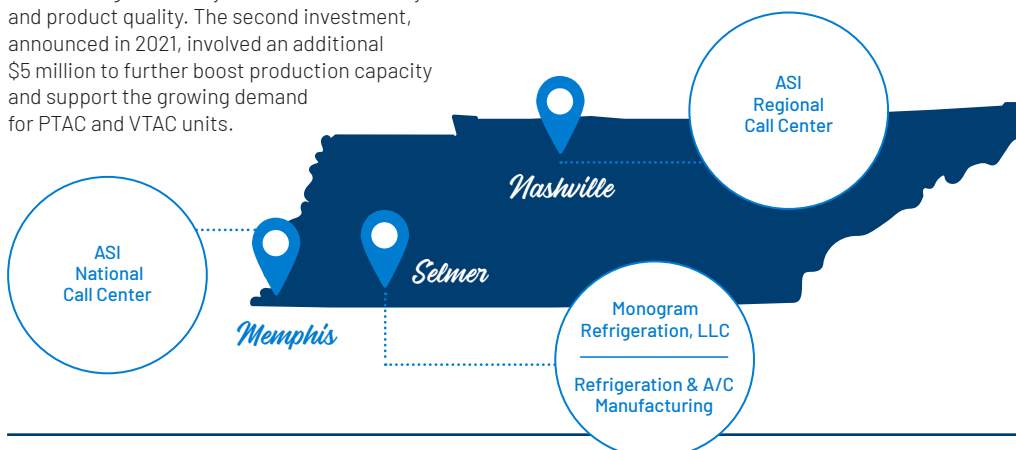 and product quality. The second investment,
announced in 2021, involved an additional
$5 million to further boost production capacity
and support the growing demand
for PTAC and VTAC units.
ASI
Regional
Call Center
Nashville
ASI
National
Call Center
Memphis
Selmer
Monogram
Refrigeration, LLC
Refrigeration & A/C
Manufacturing